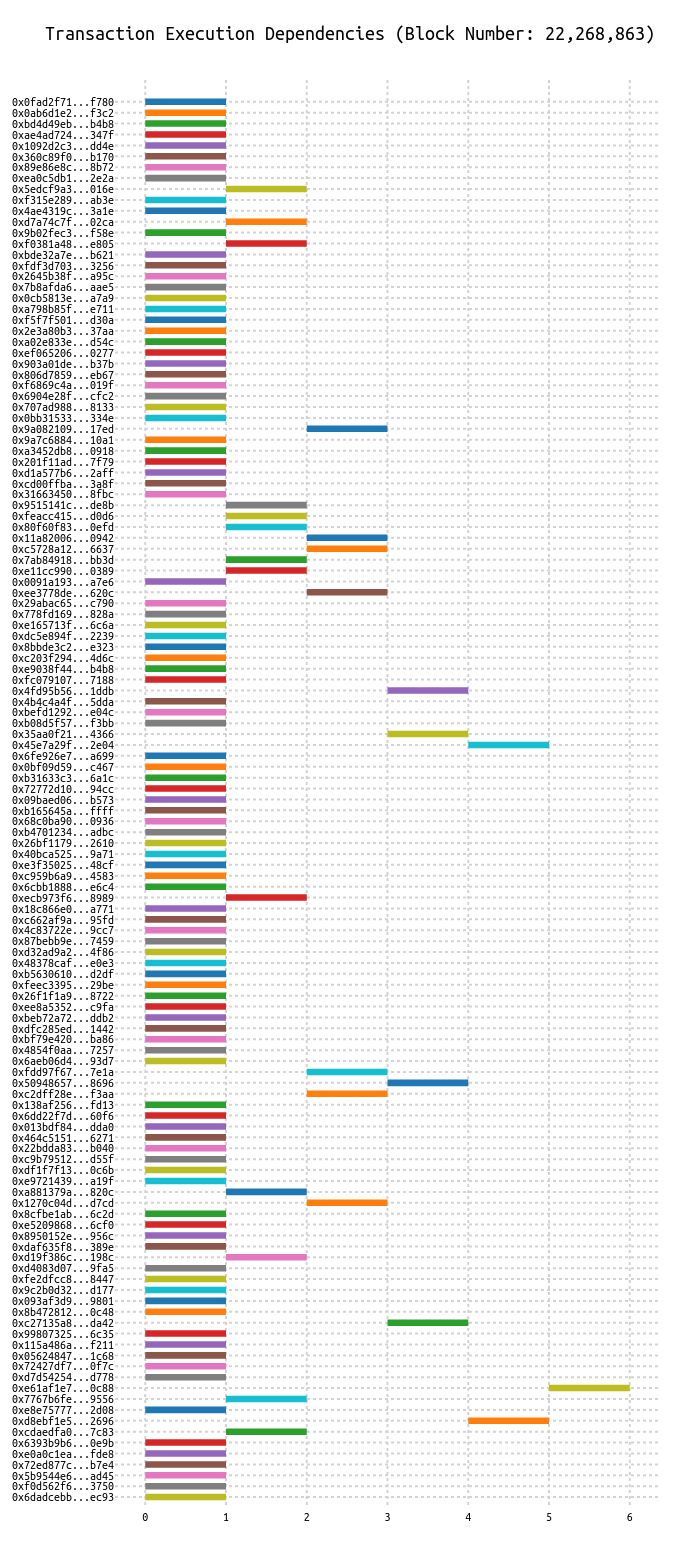 Transaction Execution Dependencies (Block Number: 22,268,863)
0x0fad2f71...f780
0x0ab6d1e2...f3c2
0xbd4d49eb...b4b8
0xae4ad724...347f
0x1092d2c3...dd4e
0x360c89f0...b170
0x89e86e8c...8b72
0xea0c5db1...2e2a
0x5edcf9a3...016e
0xf315e289...ab3e
0x4ae4319c...3a1e
0xd7a74c7f...02ca
0x9b02fec3...f58e
0xf0381a48...e805
0xbde32a7e...b621
0xfdf3d703...3256
0x2645b38f...a95c
0x7b8afda6...aae5
0x0cb5813e...a7a9
0xa798b85f...e711
0xf5f7f501...d30a
0x2e3a80b3...37aa
0xa02e833e...d54c
0xef065206...0277
0x903a01de...b37b
0x806d7859...eb67
0xf6869c4a...019f
0x6904e28f...cfc2
0x707ad988...8133
0x0bb31533...334e
0x9a082109...17ed
0x9a7c6884...10a1
0xa3452db8...0918
0x201f11ad...7f79
0xd1a577b6...2aff
0xcd00ffba...3a8f
0x31663450...8fbc
0x9515141c...de8b
0xfeacc415...d0d6
0x80f60f83...0efd
0x11a82006...0942
0xc5728a12...6637
0x7ab84918...bb3d
0xe11cc990...0389
0x0091a193...a7e6
0xee3778de...620c
0x29abac65...c790
0x778fd169...828a
0xe165713f...6c6a
0xdc5e894f...2239
0x8bbde3c2...e323
0xc203f294...4d6c
0xe9038f44...b4b8
0xfc079107...7188
0x4fd95b56...1ddb
0x4b4c4a4f...5dda
0xbefd1292...e04c
0xb08d5f57...f3bb
0x35aa0f21...4366
0x45e7a29f...2e04
0x6fe926e7...a699
0x0bf09d59...c467
0xb31633c3...6a1c
0x72772d10...94cc
0x09baed06...b573
0xb165645a...ffff
0x68c0ba90...0936
0xb4701234...adbc
0x26bf1179...2610
0x40bca525...9a71
0xe3f35025...48cf
0xc959b6a9...4583
0x6cbb1888...e6c4
0xecb973f6...8989
0x18c866e0...a771
0xc662af9a...95fd
0x4c83722e...9cc7
0x87bebb9e...7459
0xd32ad9a2...4f86
0x48378caf...e0e3
0xb5630610...d2df
0xfeec3395...29be
0x26f1f1a9...8722
0xee8a5352...c9fa
0xbeb72a72...ddb2
0xdfc285ed...1442
0xbf79e420...ba86
0x4854f0aa...7257
0x6aeb06d4...93d7
0xfdd97f67...7e1a
0x50948657...8696
0xc2dff28e...f3aa
0x138af256...fd13
0x6dd22f7d...60f6
0x013bdf84...dda0
0x464c5151...6271
0x22bdda83...b040
0xc9b79512...d55f
0xdf1f7f13...0c6b
0xe9721439...a19f
0xa881379a...820c
0x1270c04d...d7cd
0x8cfbe1ab...6c2d
0xe5209868...6cf0
0x8950152e...956c
0xdaf635f8...389e
0xd19f386c...198c
0xd4083d07...9fa5
0xfe2dfcc8...8447
0x9c2b0d32...d177
0x093af3d9...9801
0x8b472812...0c48
0xc27135a8...da42
0x99807325...6c35
0x115a486a...f211
0x05624847...1c68
0x72427df7...0f7c
0xd7d54254...d778
0xe61af1e7...0c88
0x7767b6fe...9556
0xe8e75777...2d08
0xd8ebf1e5...2696
0xcdaedfa0...7c83
0x6393b9b6...0e9b
0xe0a0c1ea...fde8
0x72ed877c...b7e4
0x5b9544e6...ad45
0xf0d562f6...3750
0x6dadcebb...ec93
0 1 2 3 4 5 6